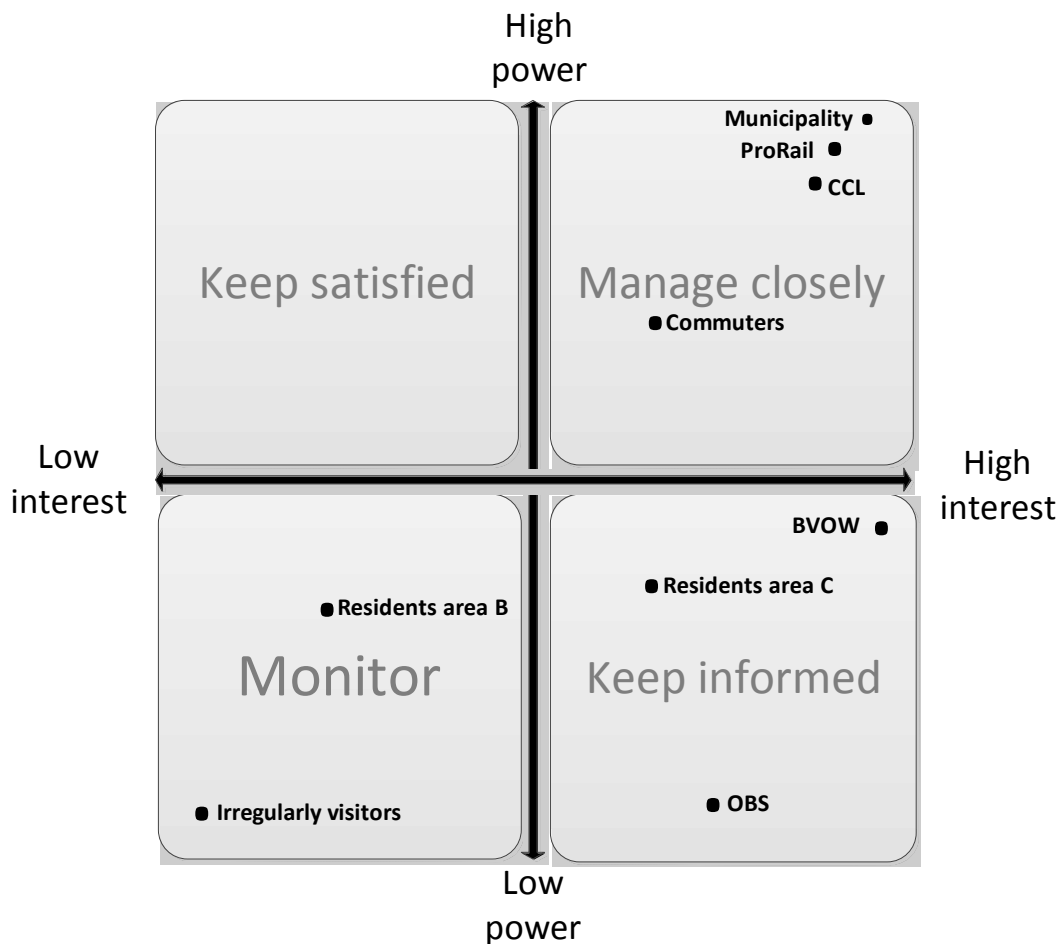 High
power
Municipality
ProRail
CCL
Keep satisfied
Manage closely
Commuters
Low
interest
High
interest
BVOW
Residents area C
Residents area B
Monitor
Keep informed
OBS
Irregularly visitors
Low
power